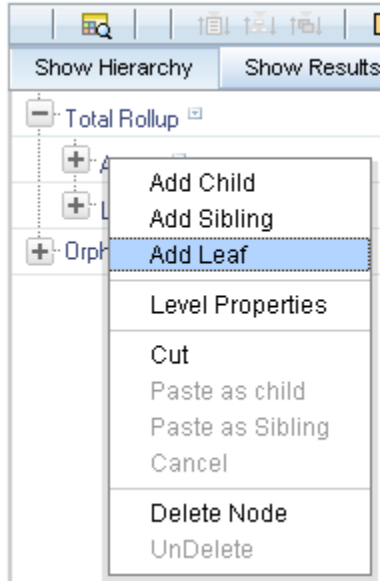 Show Hierarchy Show Results
Total Rollup
Add Child
Add Sibling
Add Leaf
Level Properties
Cut
Paste as child
Paste as Sibling
Cancel
Delete Node
UnDelete